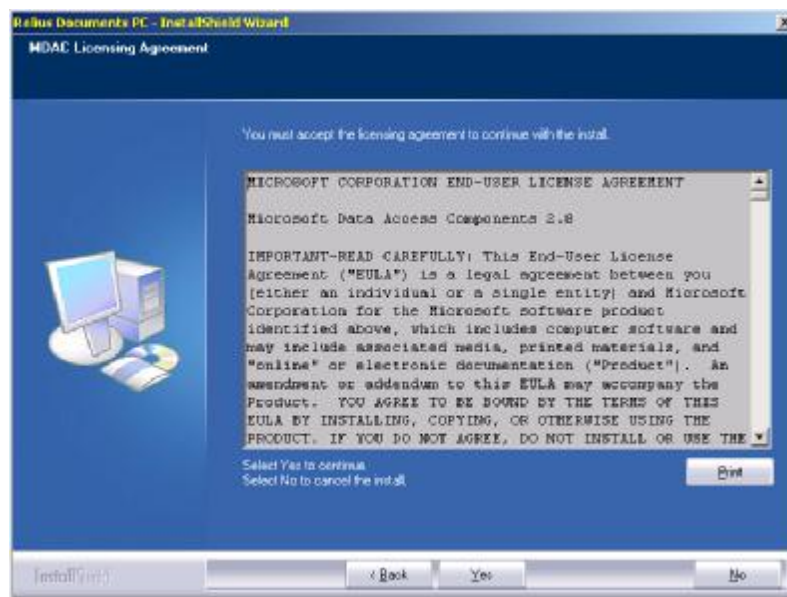 Relius Documents PC - InstallShield Wizard
MDAC Licensing Agreement
You must accept the licensing agreement to continue with the install.
MICROSOFT CORPORATION END-USER LICENSE AGREEMENT
Microsoft Data Access Components 2.8
IMPORTANT-READ CAREFULLY: This End-User License
Agreement ("EULA") is a legal agreement between you
(either an individual or a single entity) and Microsoft
Corporation for the Microsoft software product
identified above, which includes computer software and
may include associated media, printed materials, and
"online" or electronic documentation ("Product").  An
amendment or addendum to this EULA may accompany the
Product.  YOU AGREE TO BE BOUND BY THE TERMS OF THIS
EULA BY INSTALLING, COPYING, OR OTHERWISE USING THE
PRODUCT. IF YOU DO NOT AGREE, DO NOT INSTALL OR USE THE
Select Yes to continue.
Select No to cancel the install.
Print
InstallShield
< Back
Yes
No